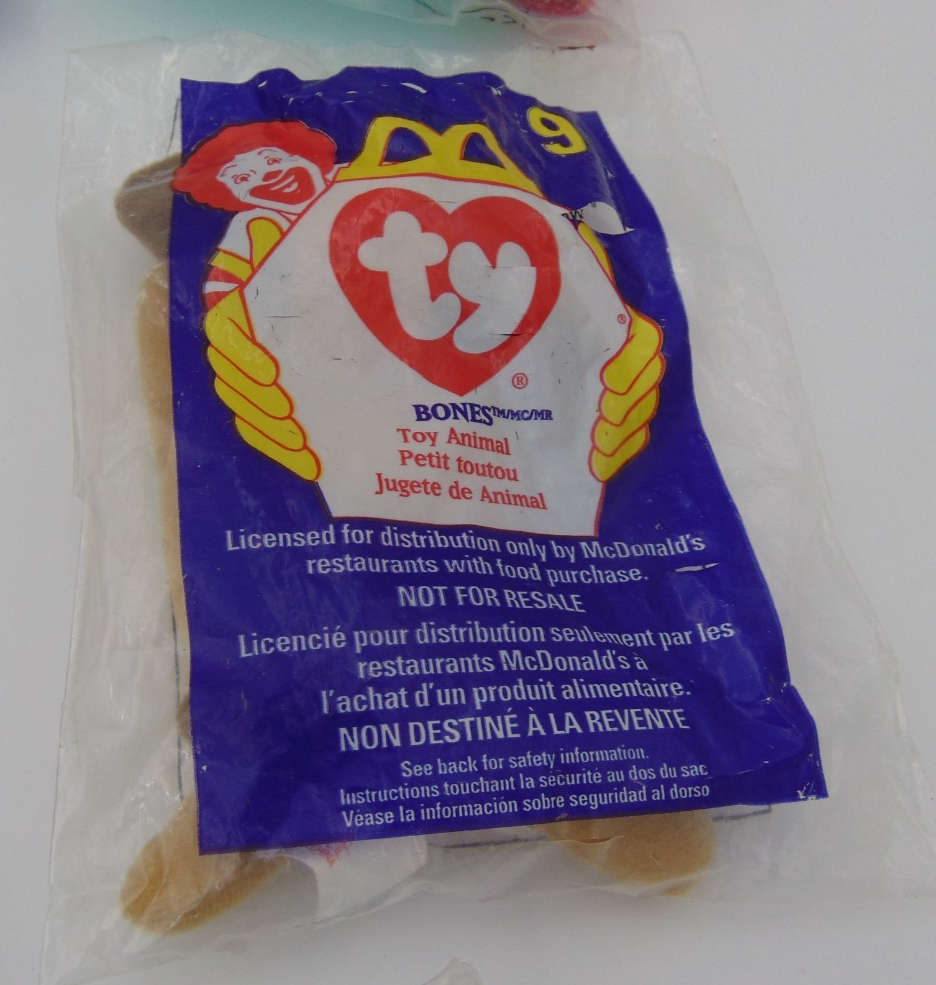 9
ty
®
®
BONES™/MC/MR
Toy Animal
Petit toutou
Jugete de Animal
Licensed for distribution only by McDonald's
restaurants with food purchase.
NOT FOR RESALE
Licencié pour distribution seulement par les
restaurants McDonald's à
l'achat d'un produit alimentaire.
NON DESTINÉ À LA REVENTE
See back for safety information.
Instructions touchant la sécurité au dos du sac
Véase la información sobre seguridad al dorso